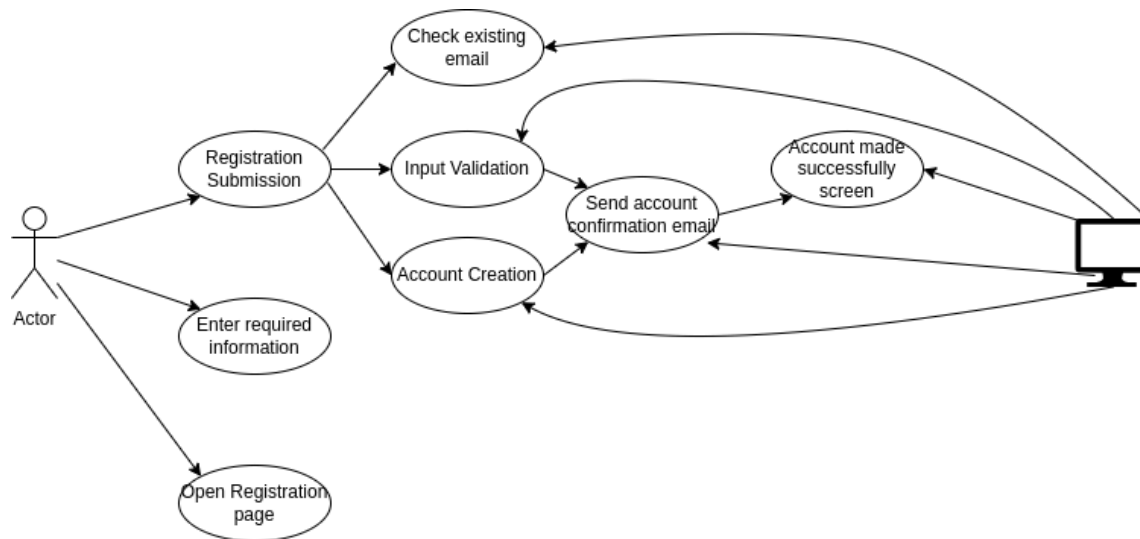 Check existing
email
Registration
Submission
Input Validation
Account made
successfully
screen
Send account
confirmation email
Account Creation
Actor
Enter required
information
Open Registration
page